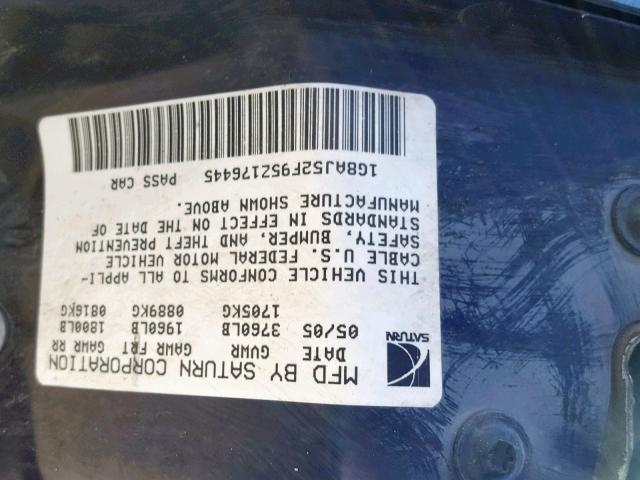 MFD BY SATURN CORPORATION
SATURN
DATE GVWR GAWR FRT GAWR RR
05/05 3760LB 1960LB 1800LB
1705KG 0889KG 0816KG
THIS VEHICLE CONFORMS TO ALL APPLI-
CABLE U.S. FEDERAL MOTOR VEHICLE
SAFETY, BUMPER, AND THEFT PREVENTION
STANDARDS IN EFFECT ON THE DATE OF
MANUFACTURE SHOWN ABOVE.
1G8AJ52F95Z176445 PASS CAR